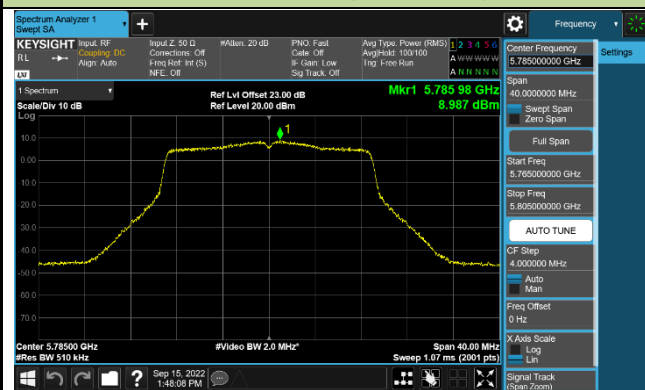 Spectrum Analyzer 1
Swept SA
Frequency
KEYSIGHT
RL
LXI
Input: RF
Coupling: DC
Align: Auto
Input Z: 50 Ω
Corrections: Off
Freq Ref: Int (S)
NFE: Off
#Atten: 20 dB
PNO: Fast
Gate: Off
IF Gain: Low
Sig Track: Off
Avg Type: Power (RMS)
Avg|Hold: 100/100
Trig: Free Run
1 2 3 4 5 6
A W W W W W
A N N N N N
1 Spectrum
Scale/Div 10 dB
Log
Ref Lvl Offset 23.00 dB
Ref Level 20.00 dBm
Mkr1 5.785 98 GHz
8.987 dBm
1
10.0
0.00
10.0
20.0
30.0
40.0
-50.0
60.0
70.0
Center 5.78500 GHz
#Res BW 510 kHz
#Video BW 2.0 MHz*
Span 40.00 MHz
Sweep 1.07 ms (2001 pts)
Sep 15, 2022
1:48:08 PM
Center Frequency
5.785000000 GHz
Settings
Span
40.0000000 MHz
Swept Span
Zero Span
Full Span
Start Freq
5.765000000 GHz
Stop Freq
5.805000000 GHz
AUTO TUNE
CF Step
4.000000 MHz
Auto
Man
Freq Offset
0 Hz
X Axis Scale
Log
Lin
Signal Track
(Span Zoom)